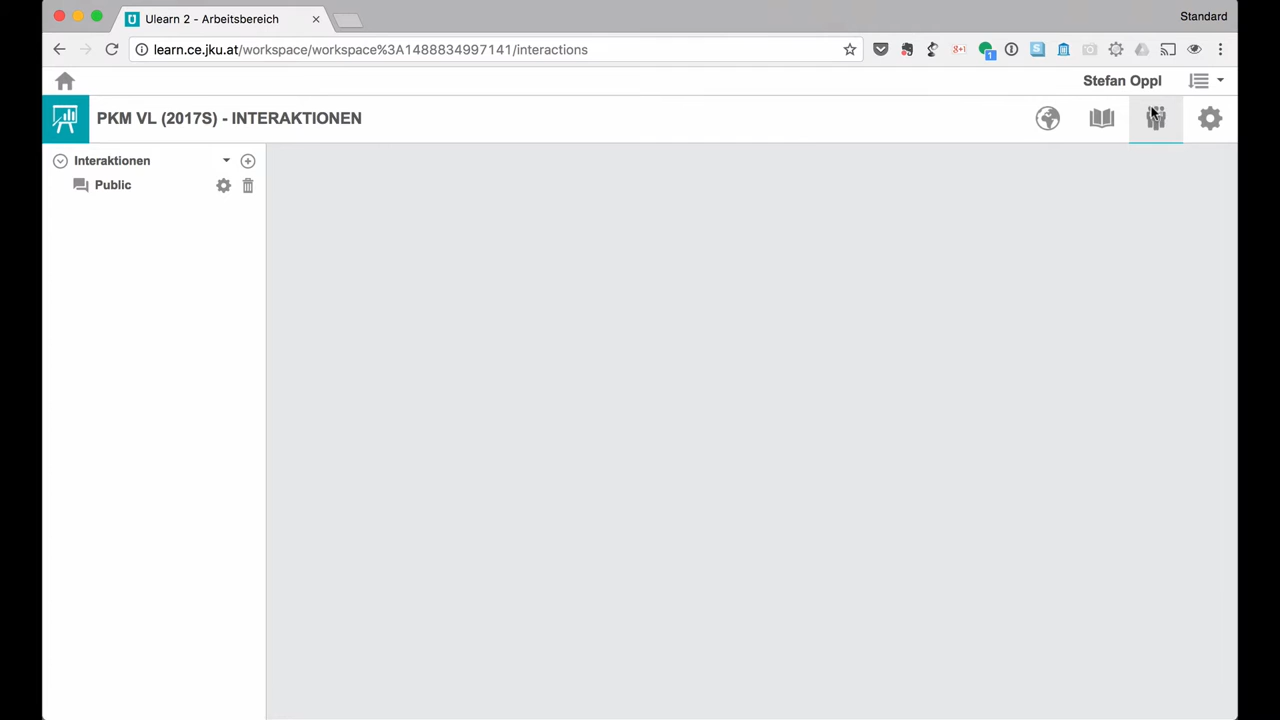 Ulearn 2 - Arbeitsbereich
Standard
learn.ce.jku.at/workspace/workspace%3A1488834997141/interactions
Stefan Oppl
PKM VL (2017S) - INTERAKTIONEN
Interaktionen
Public